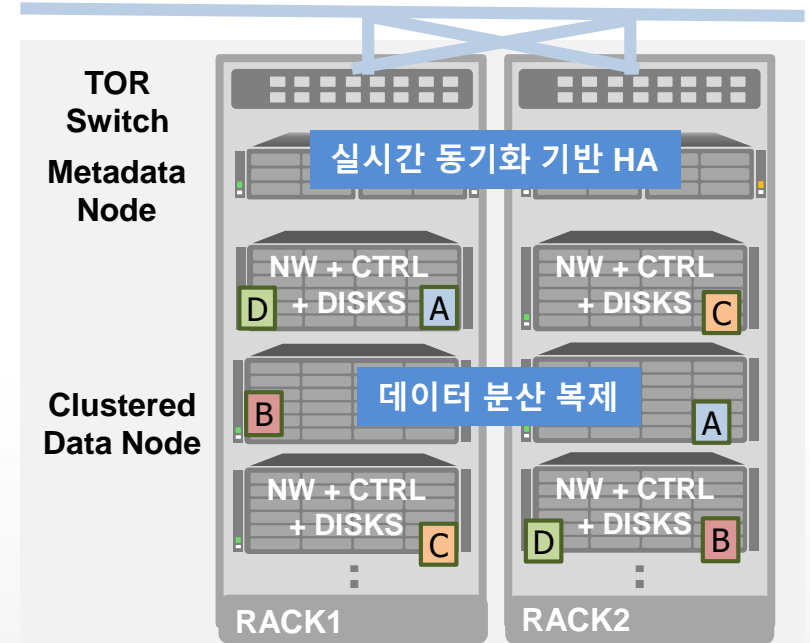 TOR
Switch
Metadata
Node
실시간 동기화 기반 HA
NW + CTRL
+ DISKS
D
A
NW + CTRL
+ DISKS
C
Clustered
Data Node
B
데이터 분산 복제
A
NW + CTRL
+ DISKS
C
NW + CTRL
+ DISKS
D
B
RACK1
RACK2